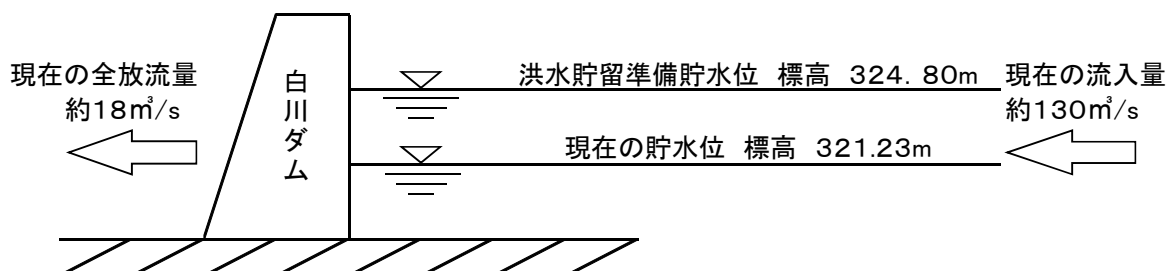 現在の全放流量
約18㎥/s
白川ダム
洪水貯留準備貯水位 標高 324.80m
現在の貯水位 標高 321.23m
現在の流入量
約130㎥/s